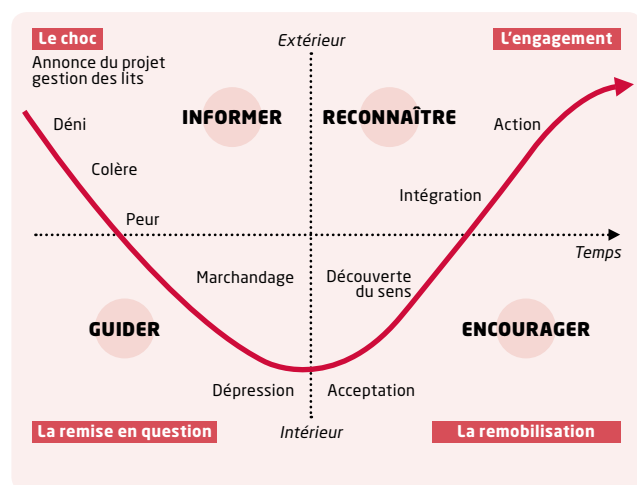 Le choc
Extérieur
L'engagement
Annonce du projet
gestion des lits
INFORMER
RECONNAÎTRE
Déni
Action
Colère
Intégration
Peur
Temps
Marchandage
Découverte
du sens
GUIDER
ENCOURAGER
Dépression
Acceptation
La remise en question
Intérieur
La remobilisation